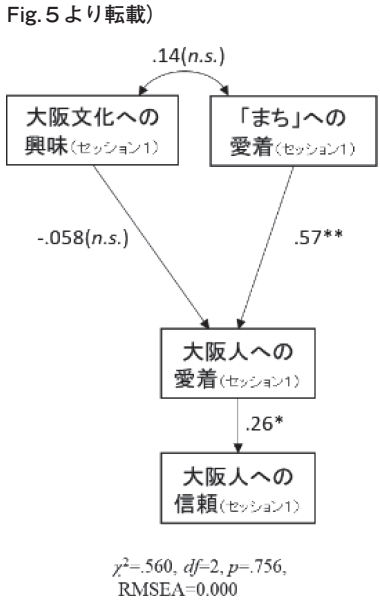 Fig.５より転載）
.14(n.s.)
大阪文化への
興味(セッション1)
「まち」への
愛着(セッション1)
-.058(n.s.)
.57**
大阪人への
愛着(セッション1)
.26*
大阪人への
信頼(セッション1)
χ²=.560, df=2, p=.756,
RMSEA=0.000